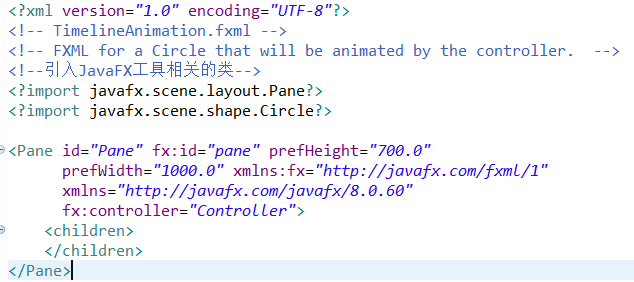 <?xml version="1.0" encoding="UTF-8"?>
<!-- TimelineAnimation.fxml -->
<!-- FXML for a Circle that will be animated by the controller.  -->
<!--引入JavaFX工具相关的类-->
<?import javafx.scene.layout.Pane?>
<?import javafx.scene.shape.Circle?>
<Pane id="Pane" fx:id="pane" prefHeight="700.0"
prefWidth="1000.0" xmlns:fx="http://javafx.com/fxml/1"
xmlns="http://javafx.com/javafx/8.0.60"
fx:controller="Controller">
<children>
</children>
</Pane>